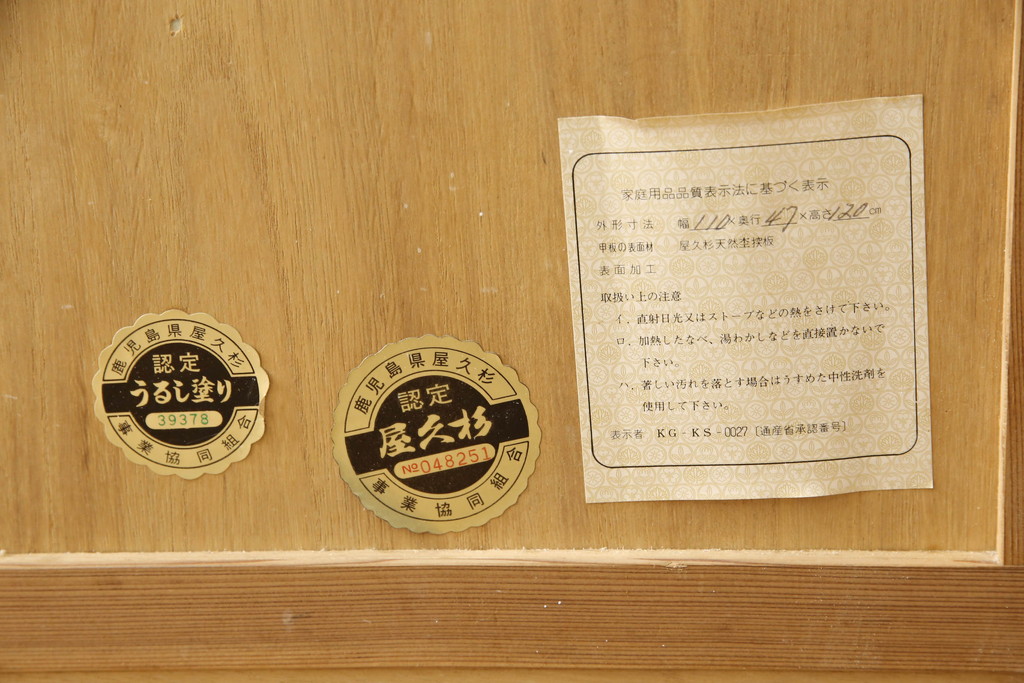 鹿児島県屋久杉
認定
うるし塗り
39378
事業協同組合
鹿児島県屋久杉
認定
屋久杉
No048251
事業協同組合
家庭用品品質表示法に基づく表示
外形寸法 幅110×奥行47×高さ120cm
甲板の表面材 屋久杉天然杢接板
表面加工
取扱い上の注意
イ. 直射日光又はストーブなどの熱をさけて下さい。
ロ. 加熱したなべ、湯わかしなどを直接置かないで
下さい。
ハ. 著しい汚れを落とす場合はうすめた中性洗剤を
使用して下さい。
表示者 KG-KS-0027［通産省承認番号］